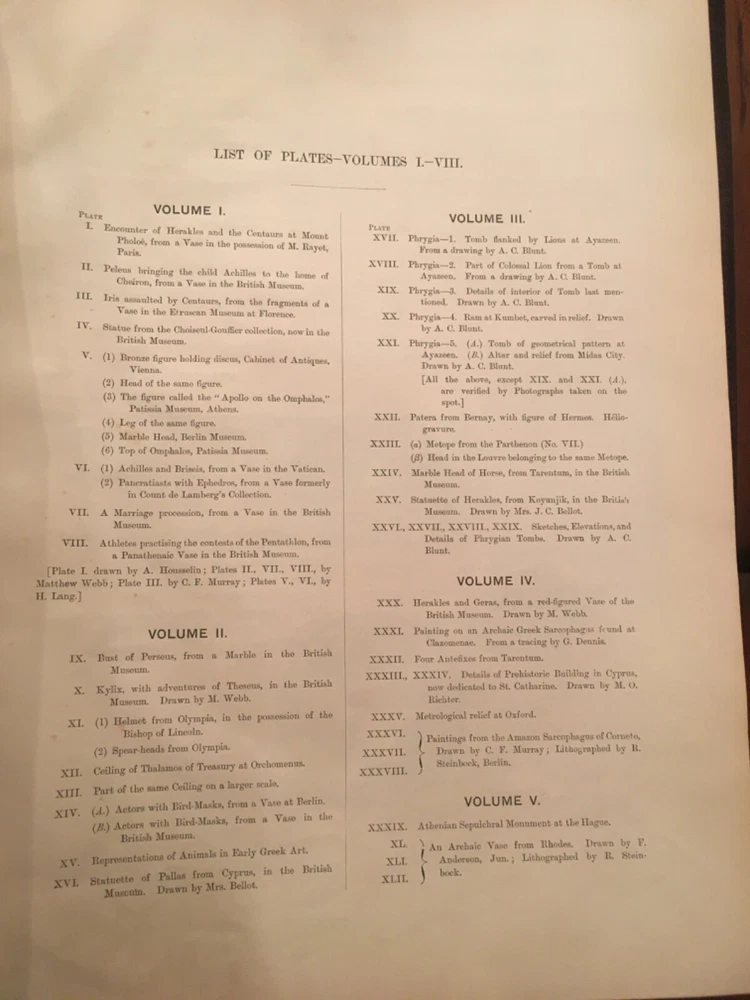 LIST OF PLATES—VOLUMES I.—VIII.
VOLUME I.
PLATE
I. Encounter of Herakles and the Centaurs at Mount
Pholoë, from a Vase in the possession of M. Rayet,
Paris.
II. Peleus bringing the child Achilles to the home of
Cheiron, from a Vase in the British Museum.
III. Iris assaulted by Centaurs, from the fragments of a
Vase in the Etruscan Museum at Florence.
IV. Statue from the Choiseul-Gouffier collection, now in the
British Museum.
V. (1) Bronze figure holding discus, Cabinet of Antiques,
Vienna.
(2) Head of the same figure.
(3) The figure called the “Apollo on the Omphalos,”
Patissia Museum, Athens.
(4) Leg of the same figure.
(5) Marble Head, Berlin Museum.
(6) Top of Omphalos, Patissia Museum.
VI. (1) Achilles and Briseis, from a Vase in the Vatican.
(2) Pancratiasts with Ephedros, from a Vase formerly
in Count de Lamberg's Collection.
VII. A Marriage procession, from a Vase in the British
Museum.
VIII. Athletes practising the contests of the Pentathlon, from
a Panathenaic Vase in the British Museum.
[Plate I. drawn by A. Housselin; Plates II., VII., VIII., by
Matthew Webb; Plate III. by C. F. Murray; Plates V., VI., by
H. Lang.]
VOLUME II.
IX. Bust of Perseus, from a Marble in the British
Museum.
X. Kylix, with adventures of Theseus, in the British
Museum. Drawn by M. Webb.
XI. (1) Helmet from Olympia, in the possession of the
Bishop of Lincoln.
(2) Spear-heads from Olympia.
XII. Ceiling of Thalamos of Treasury at Orchomenus.
XIII. Part of the same Ceiling on a larger scale.
XIV. (A.) Actors with Bird-Masks, from a Vase at Berlin.
(B.) Actors with Bird-Masks, from a Vase in the
British Museum.
XV. Representations of Animals in Early Greek Art.
XVI. Statuette of Pallas from Cyprus, in the British
Museum. Drawn by Mrs. Bellot.
VOLUME III.
PLATE
XVII. Phrygia—1. Tomb flanked by Lions at Ayazeen.
From a drawing by A. C. Blunt.
XVIII. Phrygia—2. Part of Colossal Lion from a Tomb at
Ayazeen. From a drawing by A. C. Blunt.
XIX. Phrygia—3. Details of interior of Tomb last men-
tioned. Drawn by A. C. Blunt.
XX. Phrygia—4. Ram at Kumbet, carved in relief. Drawn
by A. C. Blunt.
XXI. Phrygia—5. (A.) Tomb of geometrical pattern at
Ayazeen. (B.) Altar and relief from Midas City.
Drawn by A. C. Blunt.
[All the above, except XIX. and XXI. (A.),
are verified by Photographs taken on the
spot.]
XXII. Patera from Bernay, with figure of Hermes. Hélio-
gravure.
XXIII. (α) Metope from the Parthenon (No. VII.)
(β) Head in the Louvre belonging to the same Metope.
XXIV. Marble Head of Horse, from Tarentum, in the British
Museum.
XXV. Statuette of Herakles, from Koyunjik, in the British
Museum. Drawn by Mrs. J. C. Bellot.
XXVI., XXVII., XXVIII., XXIX. Sketches, Elevations, and
Details of Phrygian Tombs. Drawn by A. C.
Blunt.
VOLUME IV.
XXX. Herakles and Geras, from a red-figured Vase of the
British Museum. Drawn by M. Webb.
XXXI. Painting on an Archaic Greek Sarcophagus found at
Clazomenae. From a tracing by G. Dennis.
XXXII. Four Antefixes from Tarentum.
XXXIII., XXXIV. Details of Prehistoric Building in Cyprus,
now dedicated to St. Catharine. Drawn by M. O.
Richter.
XXXV. Metrological relief at Oxford.
XXXVI.
XXXVII.
XXXVIII.
Paintings from the Amazon Sarcophagus of Corneto,
Drawn by C. F. Murray; Lithographed by R.
Steinbock, Berlin.
VOLUME V.
XXXIX. Athenian Sepulchral Monument at the Hague.
XL.
XLI.
XLII.
An Archaic Vase from Rhodes. Drawn by F.
Anderson, Jun.; Lithographed by R. Stein-
bock.